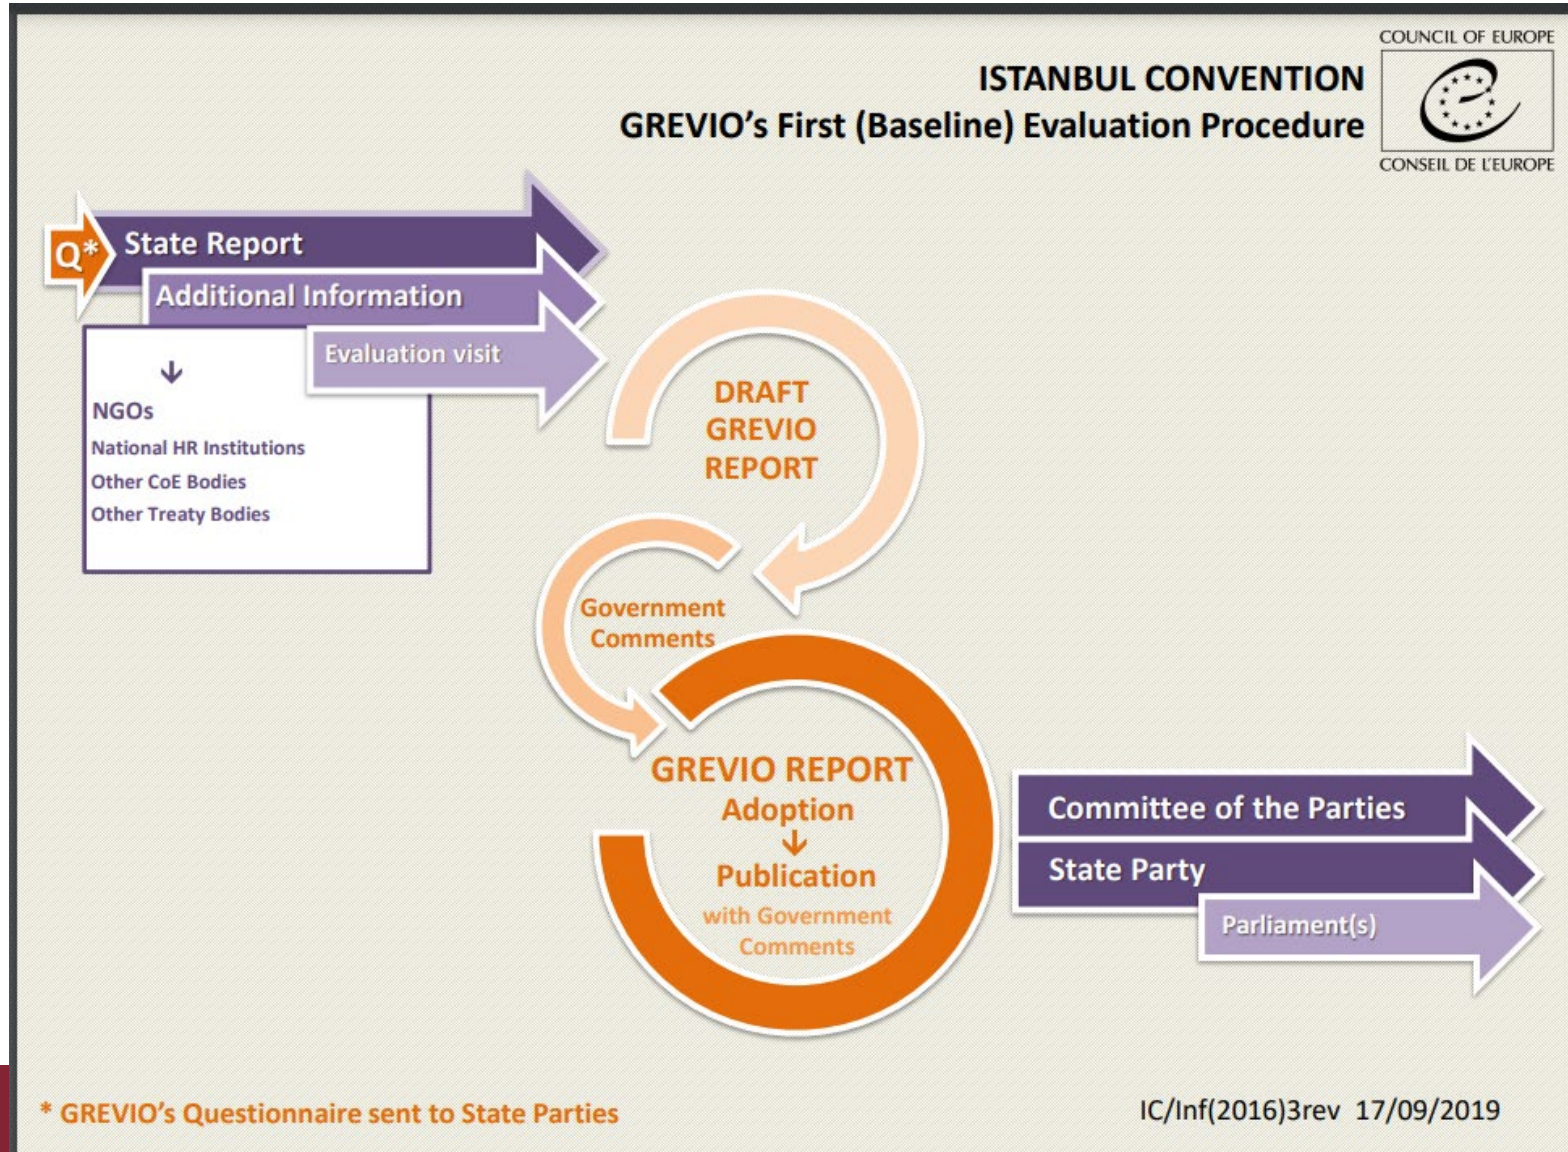 COUNCIL OF EUROPE
CONSEIL DE L'EUROPE
ISTANBUL CONVENTION
GREVIO's First (Baseline) Evaluation Procedure
Q*
State Report
Additional Information
Evaluation visit
↓
NGOs
National HR Institutions
Other CoE Bodies
Other Treaty Bodies
DRAFT
GREVIO
REPORT
Government
Comments
GREVIO REPORT
Adoption
↓
Publication
with Government
Comments
Committee of the Parties
State Party
Parliament(s)
* GREVIO's Questionnaire sent to State Parties
IC/Inf(2016)3rev 17/09/2019